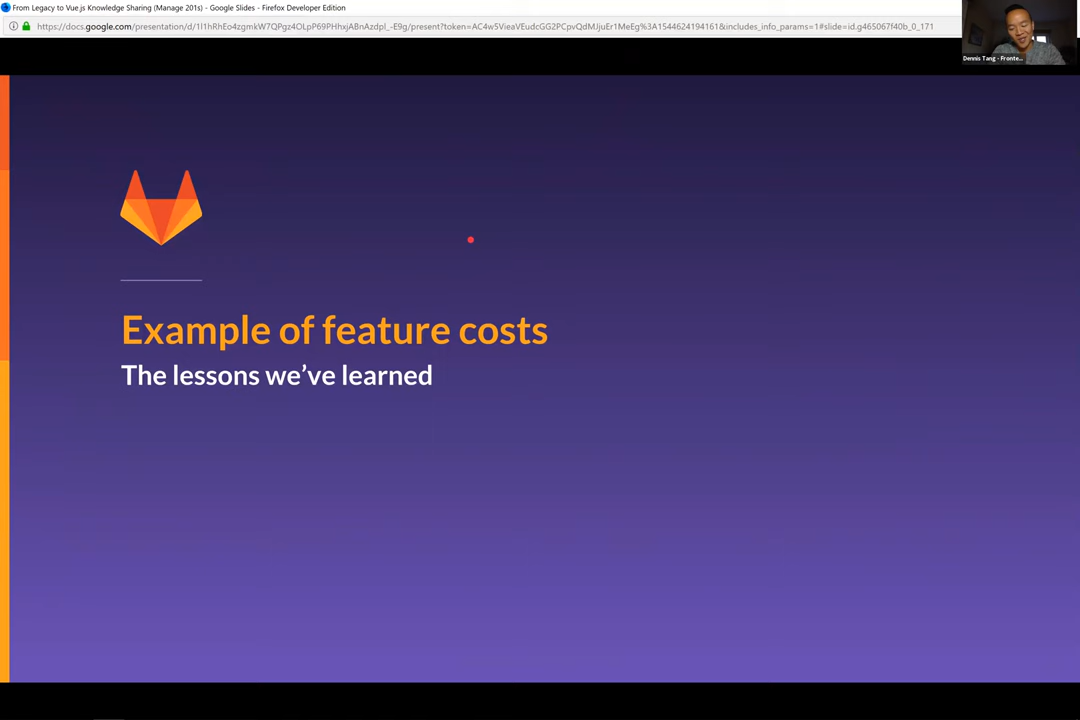 From Legacy to Vue.js Knowledge Sharing (Manage 201s) - Google Slides - Firefox Developer Edition
https://docs.google.com/presentation/d/1l1hRhEo4zgmkW7QPgz4OLpP69PHhxjABnAzdpl_-E9g/present?token=AC4w5VieaVEudcGG2PCpvQdMJjuEr1MeEg%3A1544624194161&includes_info_params=1#slide=id.g465067f40b_0_171
Dennis Tang - Fronte...
Example of feature costs
The lessons we've learned